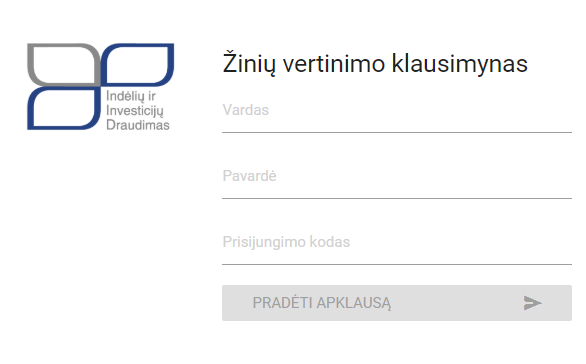 Indėlių ir
Investicijų
Draudimas
Žinių vertinimo klausimynas
Vardas
Pavardė
Prisijungimo kodas
PRADĖTI APKLAUSĄ